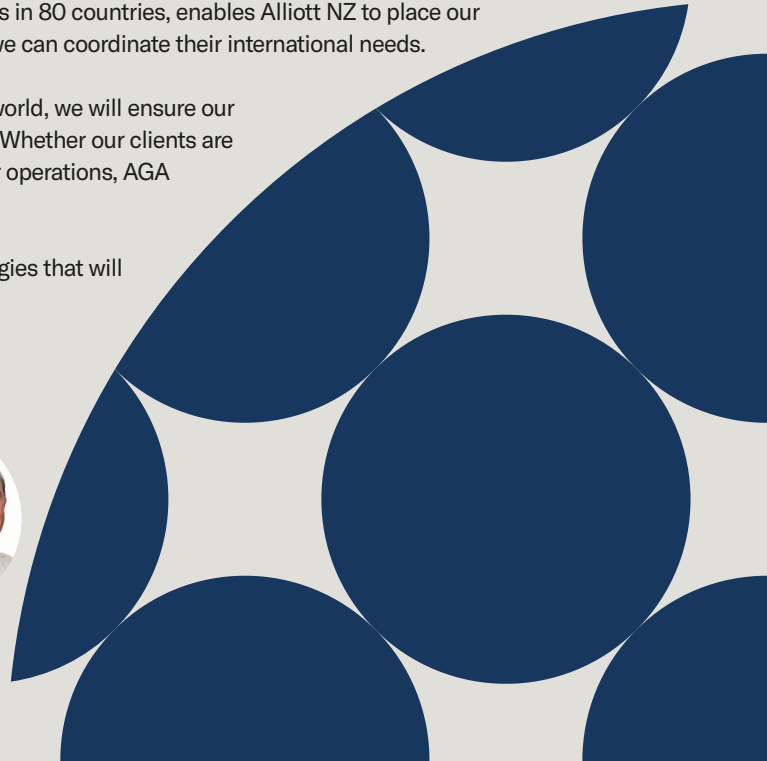 s in 80 countries, enables Alliott NZ to place our
we can coordinate their international needs.
world, we will ensure our
Whether our clients are
operations, AGA
gies that will